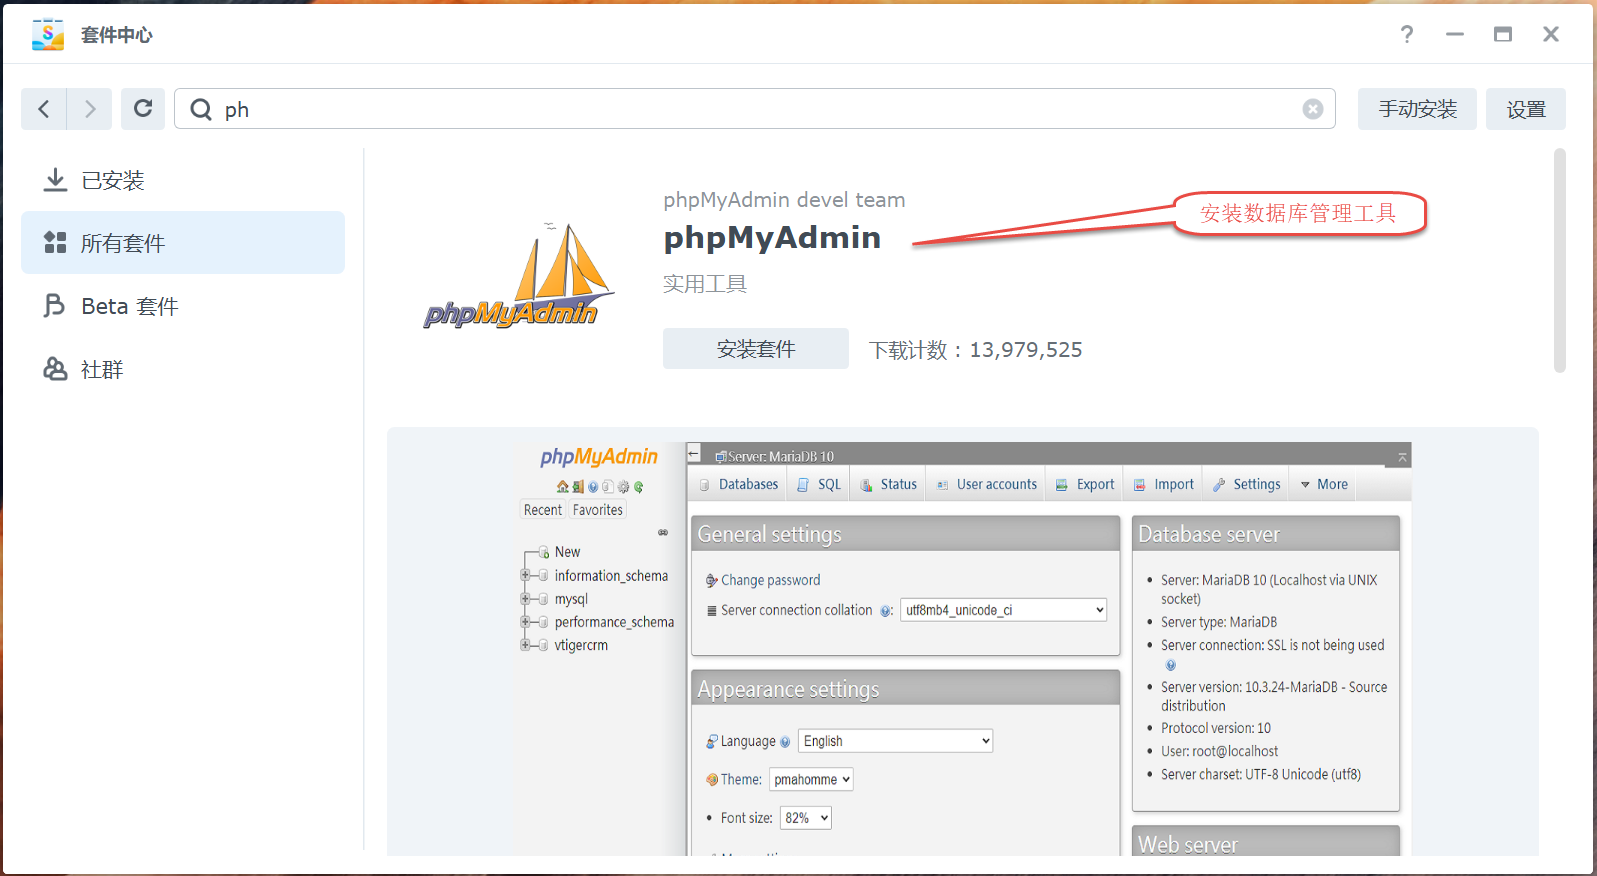 套件中心
ph
手动安装
设置
已安装
所有套件
Beta 套件
社群
phpMyAdmin devel team
phpMyAdmin
实用工具
安装套件
下载计数：13,979,525
安装数据库管理工具
phpMyAdmin
phpMyAdmin
Recent
Favorites
New
information_schema
mysql
performance_schema
vtigercrm
Server: MariaDB 10
Databases
SQL
Status
User accounts
Export
Import
Settings
More
General settings
Change password
Server connection collation
:
utf8mb4_unicode_ci
Appearance settings
Language
English
Theme:
pmahomme
Font size:
82%
Database server
Server: MariaDB 10 (Localhost via UNIX
socket)
Server type: MariaDB
Server connection: SSL is not being used
Server version: 10.3.24-MariaDB - Source
distribution
Protocol version: 10
User: root@localhost
Server charset: UTF-8 Unicode (utf8)
Web server